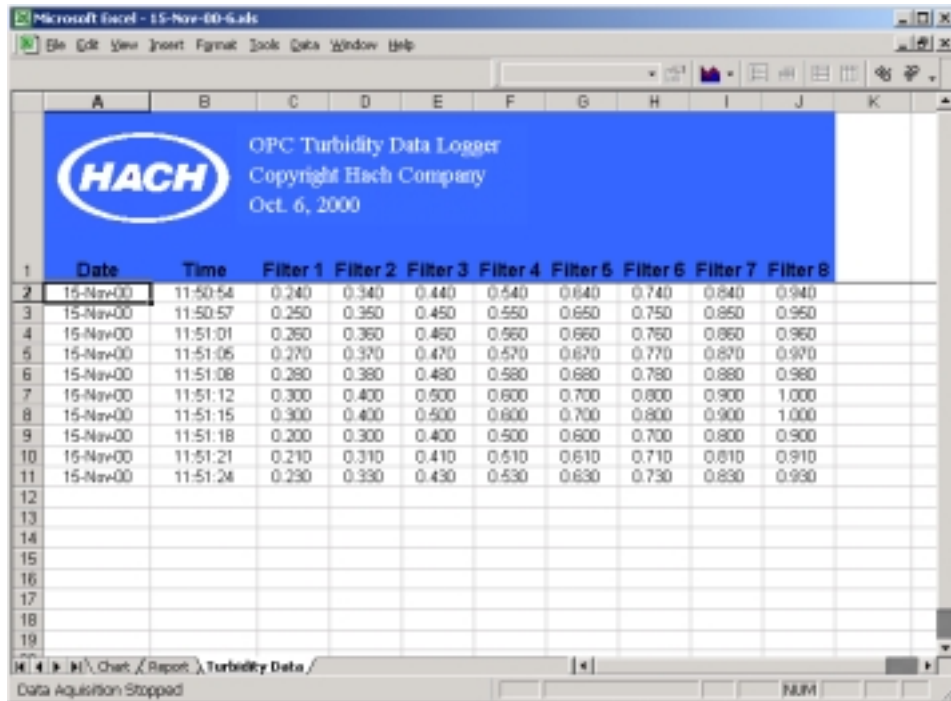 Microsoft Excel - 15-Nov-00-6.xls
File Edit View Insert Format Tools Data Window Help
A B C D E F G H I J K
HACH
OPC Turbidity Data Logger
Copyright Hach Company
Oct. 6, 2000
1 Date Time Filter 1 Filter 2 Filter 3 Filter 4 Filter 5 Filter 6 Filter 7 Filter 8
2 15-Nov-00 11:50:54 0.240 0.340 0.440 0.540 0.640 0.740 0.840 0.940
3 15-Nov-00 11:50:57 0.250 0.350 0.450 0.550 0.650 0.750 0.850 0.950
4 15-Nov-00 11:51:01 0.260 0.360 0.460 0.560 0.660 0.760 0.860 0.960
5 15-Nov-00 11:51:05 0.270 0.370 0.470 0.570 0.670 0.770 0.870 0.970
6 15-Nov-00 11:51:08 0.280 0.380 0.480 0.580 0.680 0.780 0.880 0.980
7 15-Nov-00 11:51:12 0.300 0.400 0.500 0.600 0.700 0.800 0.900 1.000
8 15-Nov-00 11:51:15 0.300 0.400 0.500 0.600 0.700 0.800 0.900 1.000
9 15-Nov-00 11:51:18 0.200 0.300 0.400 0.500 0.600 0.700 0.800 0.900
10 15-Nov-00 11:51:21 0.210 0.310 0.410 0.510 0.610 0.710 0.810 0.910
11 15-Nov-00 11:51:24 0.230 0.330 0.430 0.530 0.630 0.730 0.830 0.930
12
13
14
15
16
17
18
19
Chart Report Turbidity Data
Data Aquisition Stopped NUM